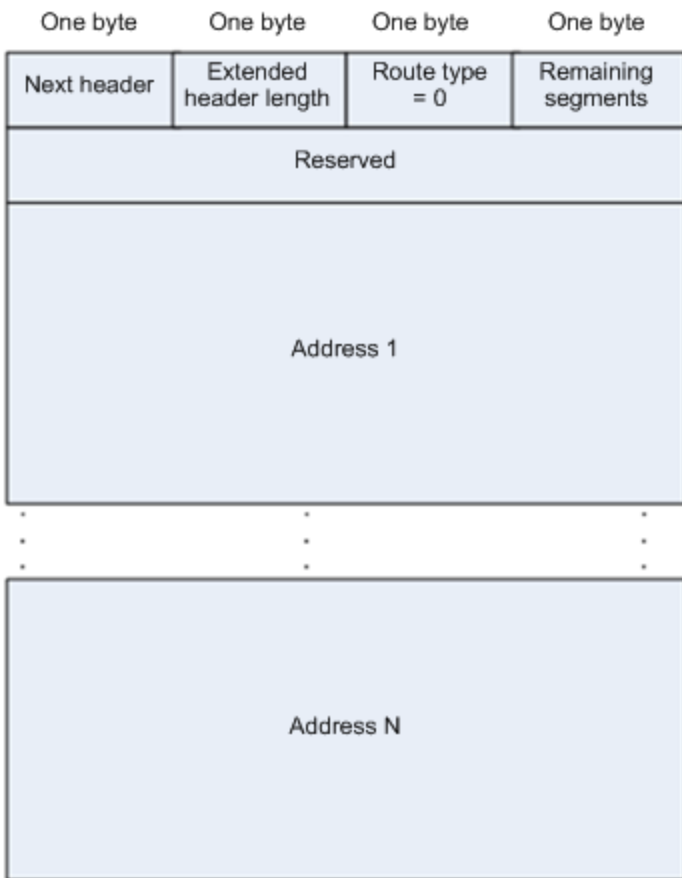 One byte One byte One byte One byte
Next header
Extended
header length
Route type
= 0
Remaining
segments
Reserved
Address 1
Address N